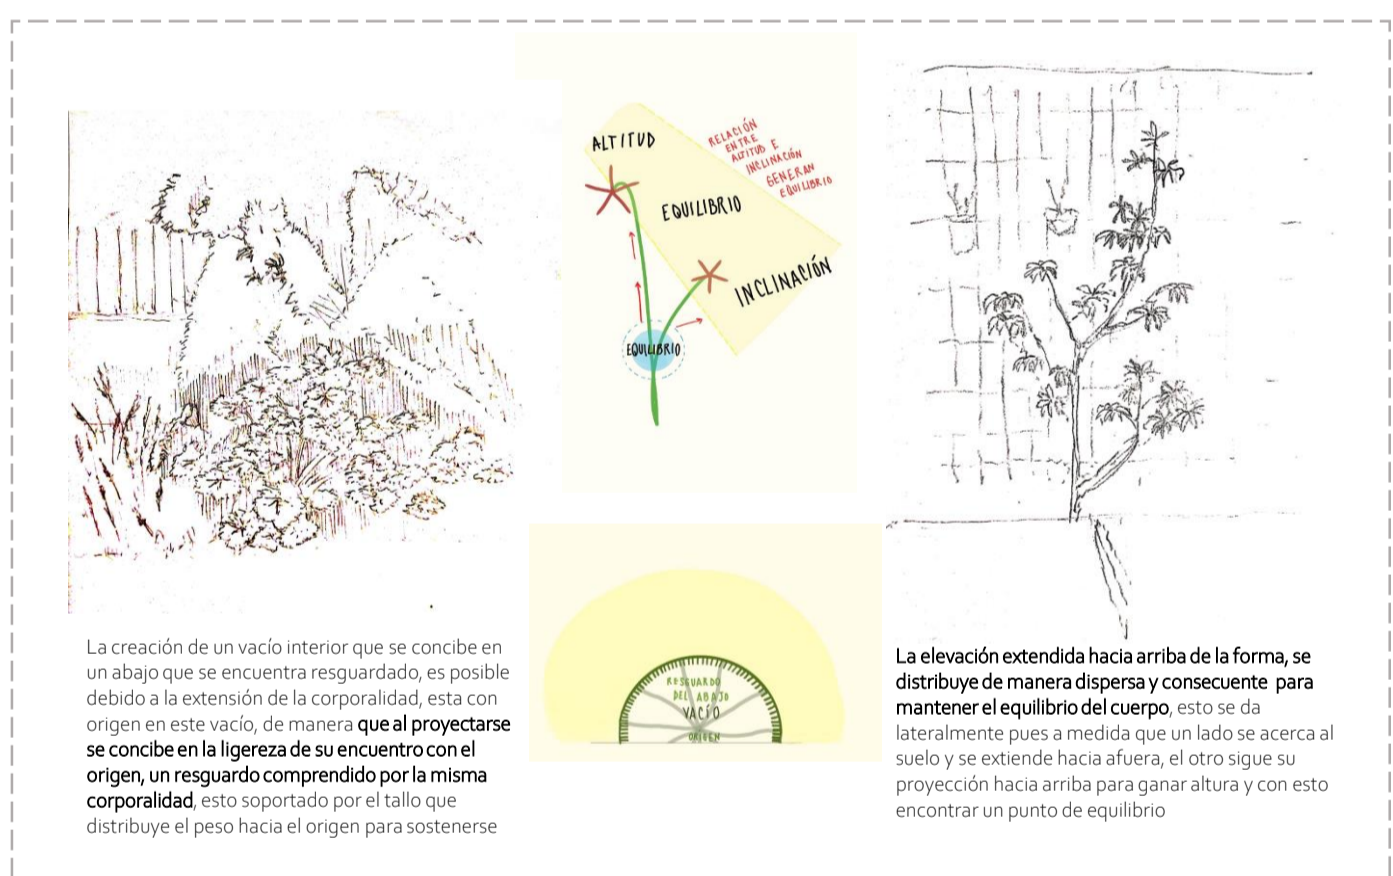 ALTITUD
RELACIÓN
ENTRE
ALTITUD E
INCLINACIÓN
GENERAN
EQUILIBRIO
EQUILIBRIO
INCLINACIÓN
EQUILIBRIO
RESGUARDO
DEL ABAJO
VACÍO
ORIGEN
La creación de un vacío interior que se concibe en
un abajo que se encuentra resguardado, es posible
debido a la extensión de la corporalidad, esta con
origen en este vacío, de manera que al proyectarse
se concibe en la ligereza de su encuentro con el
origen, un resguardo comprendido por la misma
corporalidad, esto soportado por el tallo que
distribuye el peso hacia el origen para sostenerse
La elevación extendida hacia arriba de la forma, se
distribuye de manera dispersa y consecuente para
mantener el equilibrio del cuerpo, esto se da
lateralmente pues a medida que un lado se acerca al
suelo y se extiende hacia afuera, el otro sigue su
proyección hacia arriba para ganar altura y con esto
encontrar un punto de equilibrio